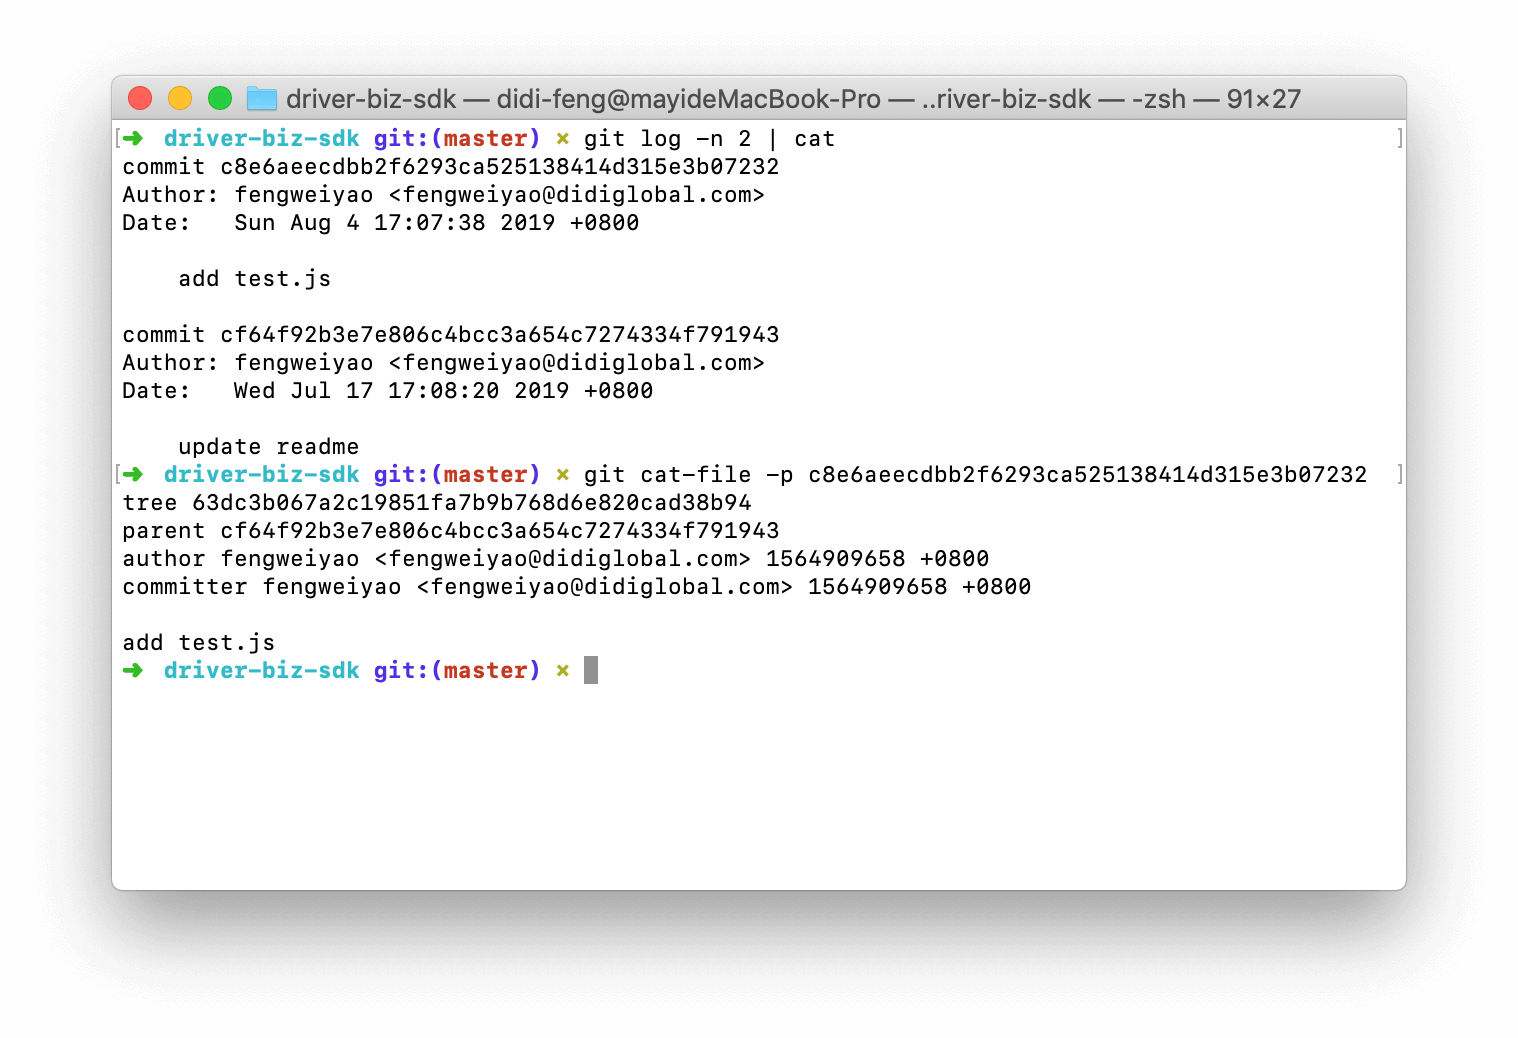 driver-biz-sdk — didi-feng@mayideMacBook-Pro — ..river-biz-sdk — -zsh — 91×27
[➜  driver-biz-sdk git:(master) × git log -n 2 | cat ]
commit c8e6aeecdbb2f6293ca525138414d315e3b07232
Author: fengweiyao <fengweiyao@didiglobal.com>
Date:   Sun Aug 4 17:07:38 2019 +0800
add test.js
commit cf64f92b3e7e806c4bcc3a654c7274334f791943
Author: fengweiyao <fengweiyao@didiglobal.com>
Date:   Wed Jul 17 17:08:20 2019 +0800
update readme
[➜  driver-biz-sdk git:(master) × git cat-file -p c8e6aeecdbb2f6293ca525138414d315e3b07232 ]
tree 63dc3b067a2c19851fa7b9b768d6e820cad38b94
parent cf64f92b3e7e806c4bcc3a654c7274334f791943
author fengweiyao <fengweiyao@didiglobal.com> 1564909658 +0800
committer fengweiyao <fengweiyao@didiglobal.com> 1564909658 +0800
add test.js
➜  driver-biz-sdk git:(master) ×